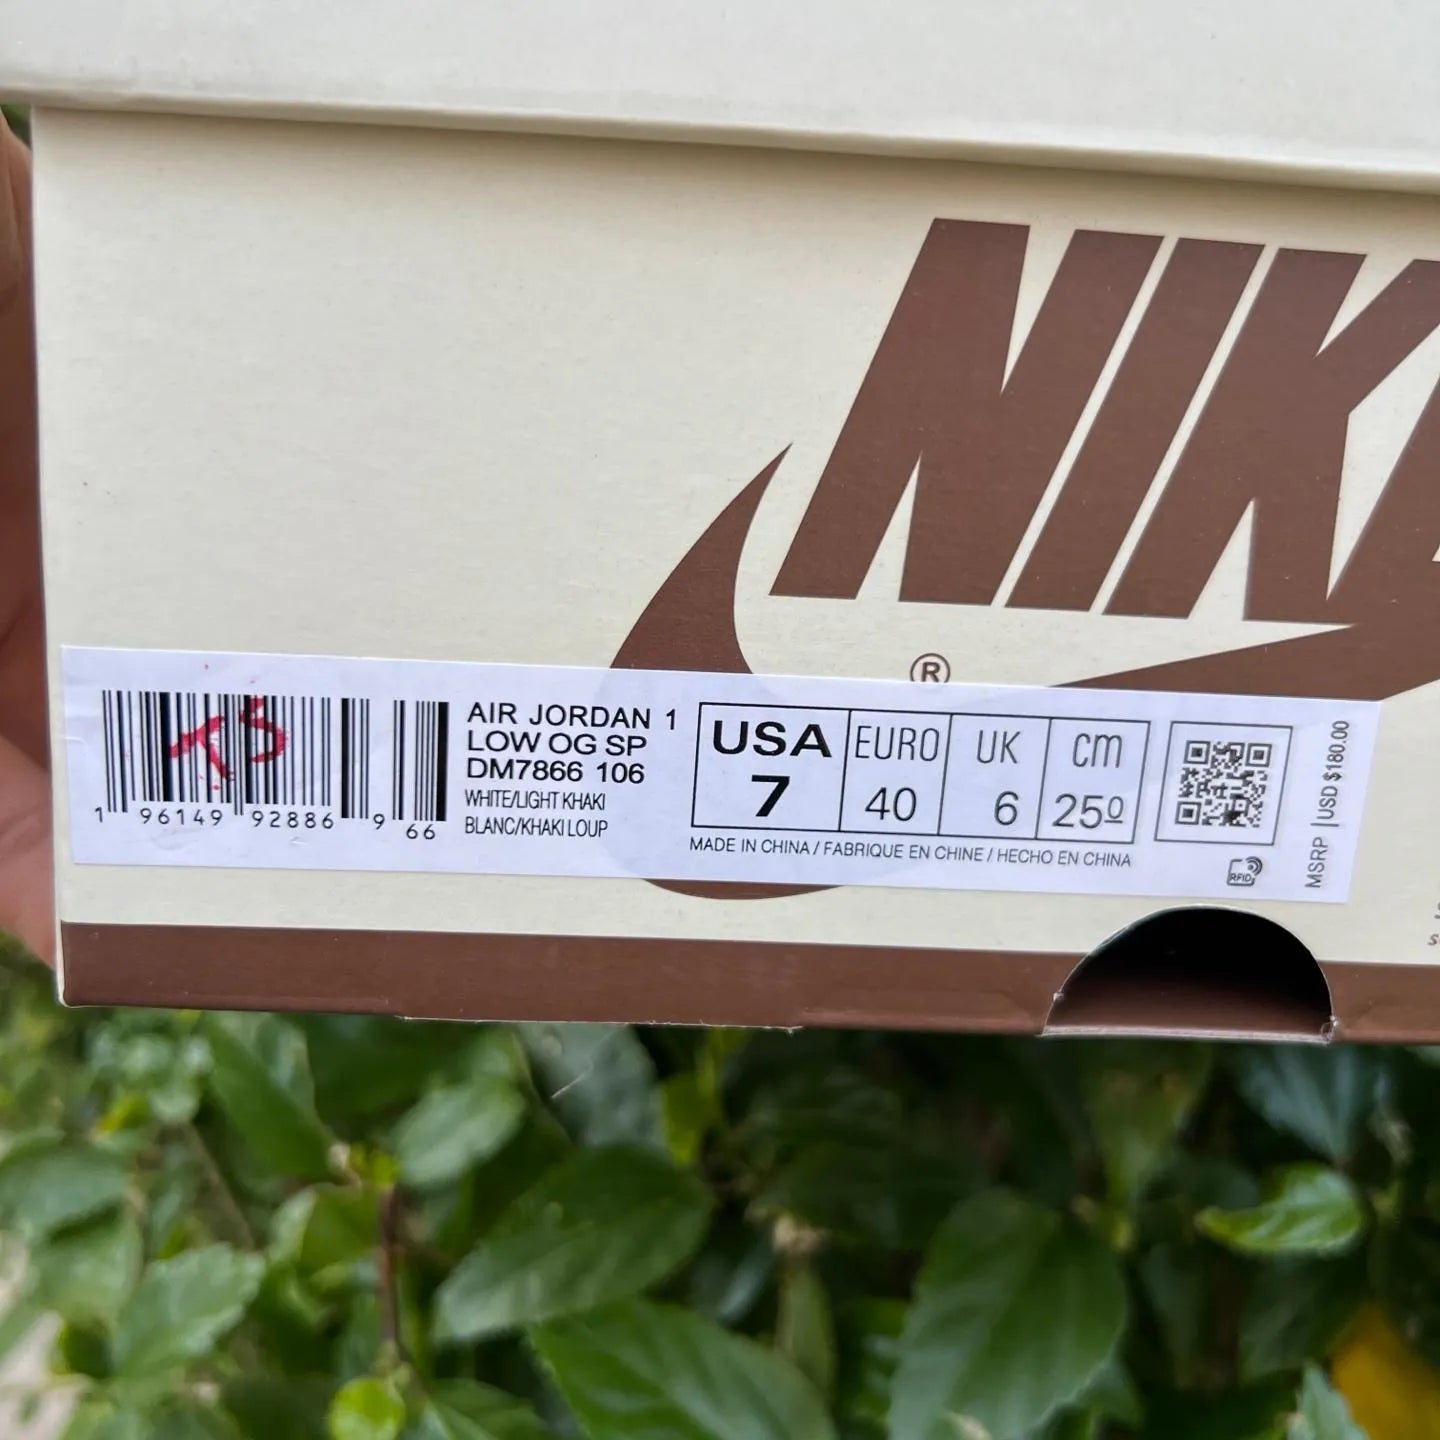 NIK
®
AIR JORDAN 1
LOW OG SP
DM7866 106
WHITE/LIGHT KHAKI
BLANC/KHAKI LOUP
1 96149 92886 9 66
TS
USA EURO UK cm
7 40 6 25º
MADE IN CHINA / FABRIQUE EN CHINE / HECHO EN CHINA
RFID
MSRP |USD $180.00